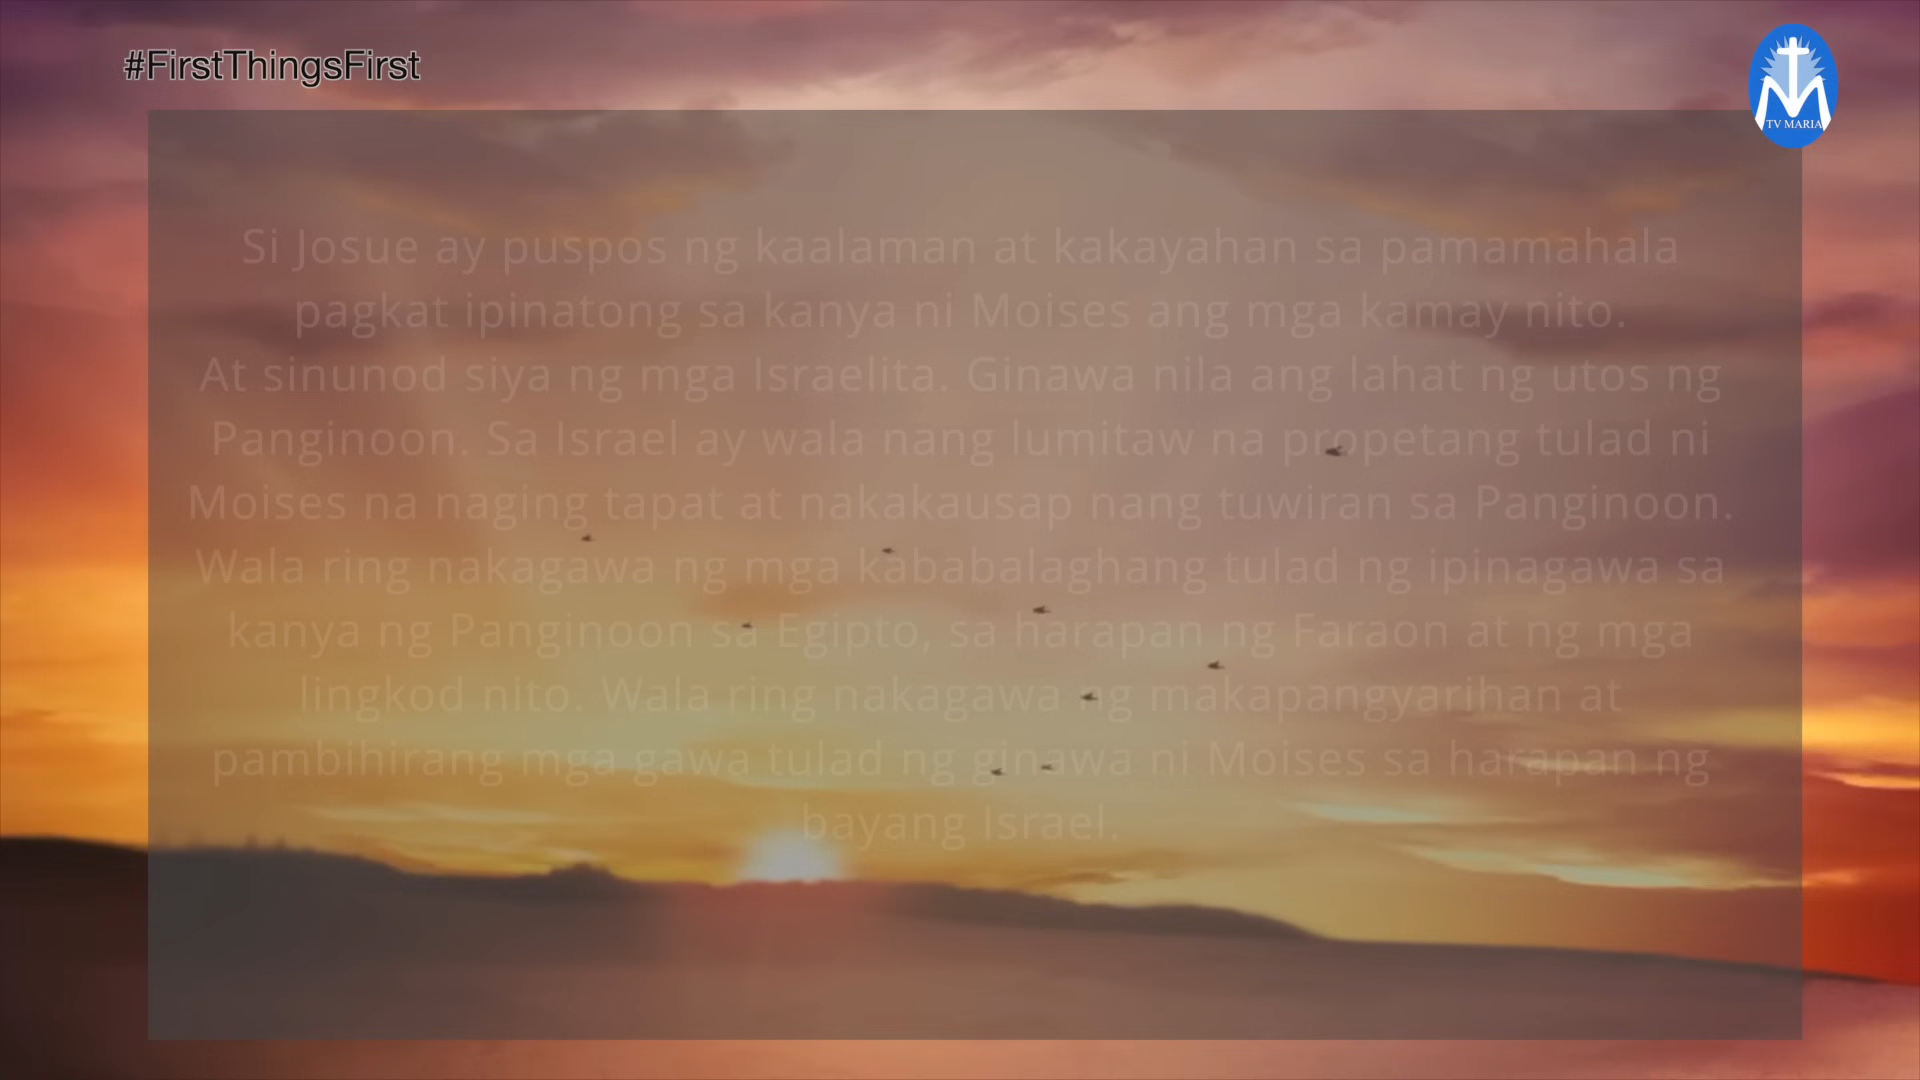 #FirstThingsFirst
TV MARIA
Si Josue ay puspos ng kaalaman at kakayahan sa pamamahala
pagkat ipinatong sa kanya ni Moises ang mga kamay nito.
At sinunod siya ng mga Israelita. Ginawa nila ang lahat ng utos ng
Panginoon. Sa Israel ay wala nang lumitaw na propetang tulad ni
Moises na naging tapat at nakakausap nang tuwiran sa Panginoon.
Wala ring nakagawa ng mga kababalaghang tulad ng ipinagawa sa
kanya ng Panginoon sa Egipto, sa harapan ng Faraon at ng mga
lingkod nito. Wala ring nakagawa ng makapangyarihan at
pambihirang mga gawa tulad ng ginawa ni Moises sa harapan ng
bayang Israel.